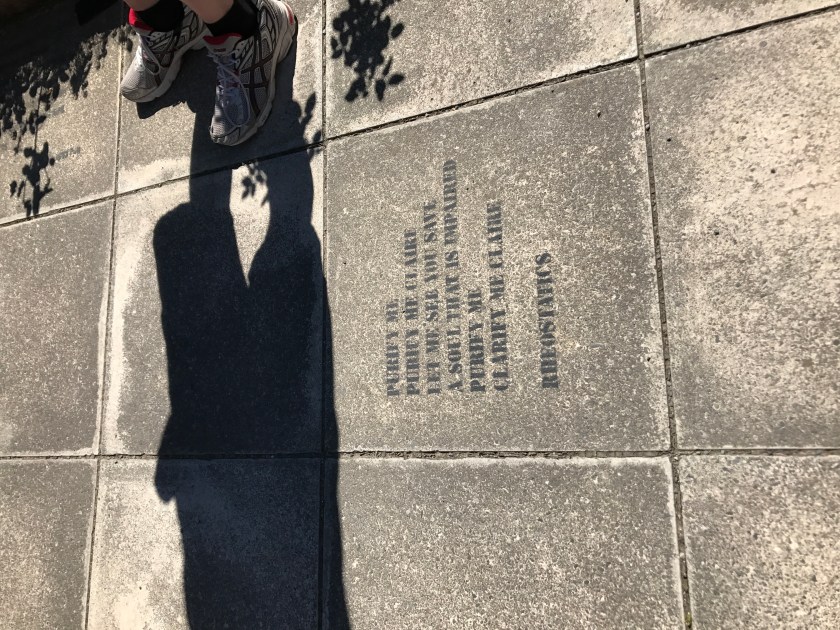 PURIFY ME
PURIFY ME CLAIRE
LET ME SEE YOU SAVE
A SOUL THAT IS IMPAIRED
PURIFY ME
CLARIFY ME CLAIRE
RHEOSTATICS